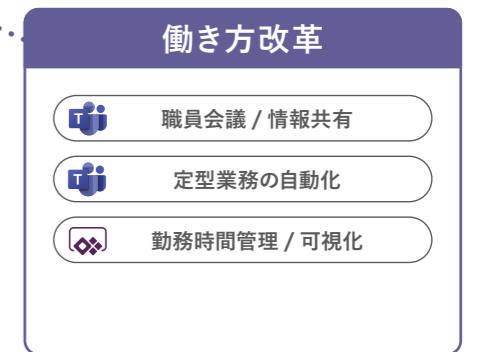 働き方改革
職員会議 / 情報共有
定型業務の自動化
勤務時間管理 / 可視化